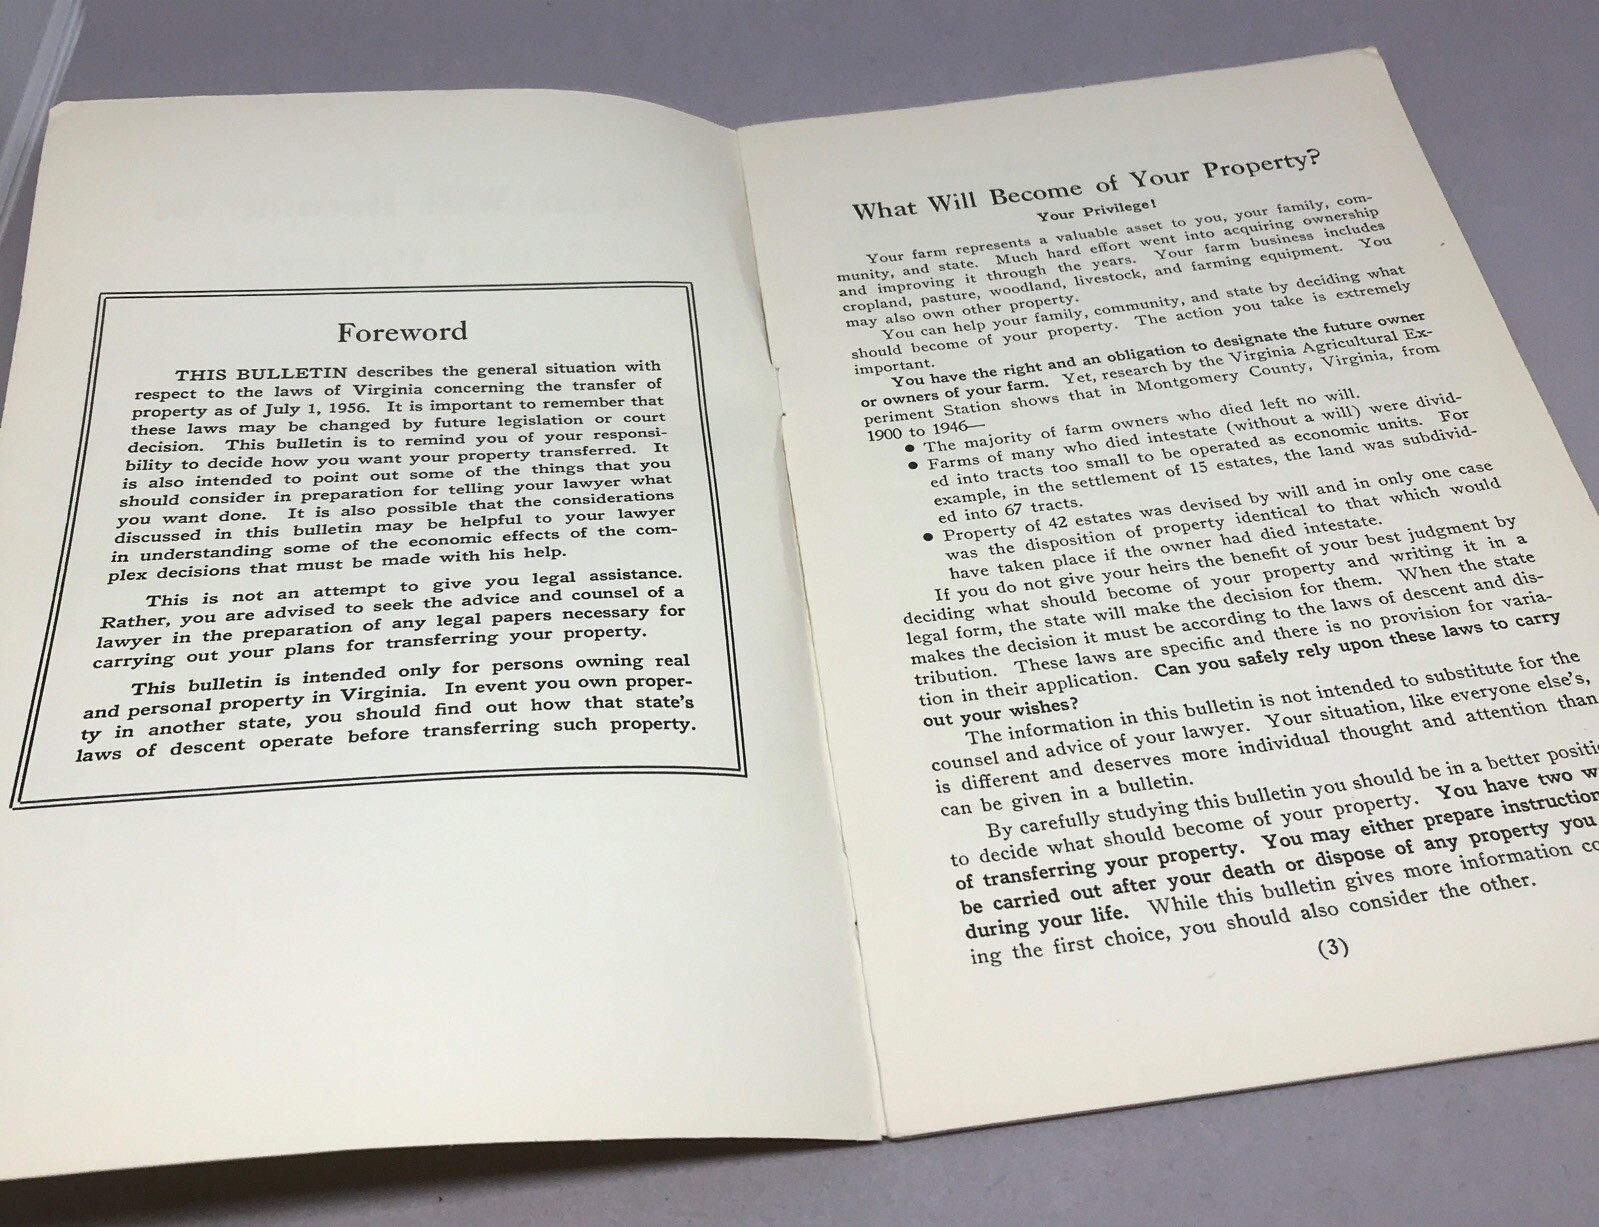 Foreword
THIS BULLETIN describes the general situation with
respect to the laws of Virginia concerning the transfer of
property as of July 1, 1956. It is important to remember that
these laws may be changed by future legislation or court
decision. This bulletin is to remind you of your responsi-
bility to decide how you want your property transferred. It
is also intended to point out some of the things that you
should consider in preparation for telling your lawyer what
you want done. It is also possible that the considerations
discussed in this bulletin may be helpful to your lawyer
in understanding some of the economic effects of the com-
plex decisions that must be made with his help.
This is not an attempt to give you legal assistance.
Rather, you are advised to seek the advice and counsel of a
lawyer in the preparation of any legal papers necessary for
carrying out your plans for transferring your property.
This bulletin is intended only for persons owning real
and personal property in Virginia. In event you own proper-
ty in another state, you should find out how that state's
laws of descent operate before transferring such property.
What Will Become of Your Property?
Your Privilege!
Your farm represents a valuable asset to you, your family, com-
munity, and state. Much hard effort went into acquiring ownership
and improving it through the years. Your farm business includes
cropland, pasture, woodland, livestock, and farming equipment. You
may also own other property.
You can help your family, community, and state by deciding what
should become of your property. The action you take is extremely
important.
You have the right and an obligation to designate the future owner
or owners of your farm. Yet, research by the Virginia Agricultural Ex-
periment Station shows that in Montgomery County, Virginia, from
1900 to 1946—
● The majority of farm owners who died left no will.
● Farms of many who died intestate (without a will) were divid-
ed into tracts too small to be operated as economic units. For
example, in the settlement of 15 estates, the land was subdivid-
ed into 67 tracts.
● Property of 42 estates was devised by will and in only one case
was the disposition of property identical to that which would
have taken place if the owner had died intestate.
If you do not give your heirs the benefit of your best judgment by
deciding what should become of your property and writing it in a
legal form, the state will make the decision for them. When the state
makes the decision it must be according to the laws of descent and dis-
tribution. These laws are specific and there is no provision for varia-
tion in their application. Can you safely rely upon these laws to carry
out your wishes?
The information in this bulletin is not intended to substitute for the
counsel and advice of your lawyer. Your situation, like everyone else's,
is different and deserves more individual thought and attention than
can be given in a bulletin.
By carefully studying this bulletin you should be in a better positi
to decide what should become of your property. You have two w
of transferring your property. You may either prepare instruction
be carried out after your death or dispose of any property you
during your life. While this bulletin gives more information co
ing the first choice, you should also consider the other.
(3)